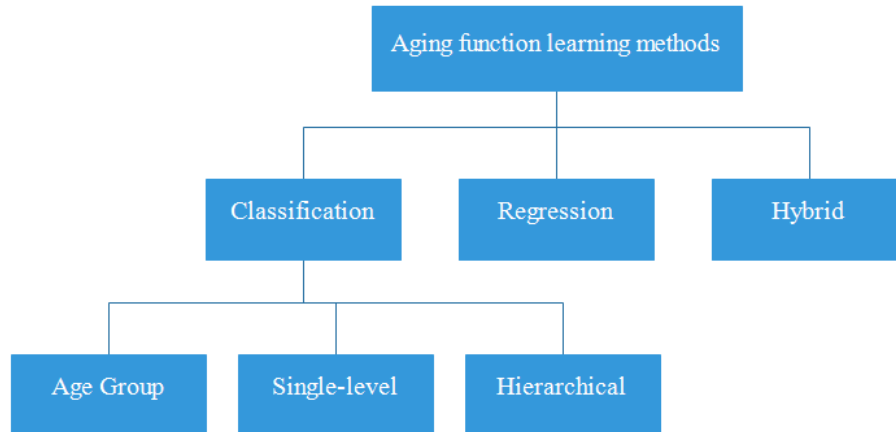 Aging function learning methods
Classification
Regression
Hybrid
Age Group
Single-level
Hierarchical